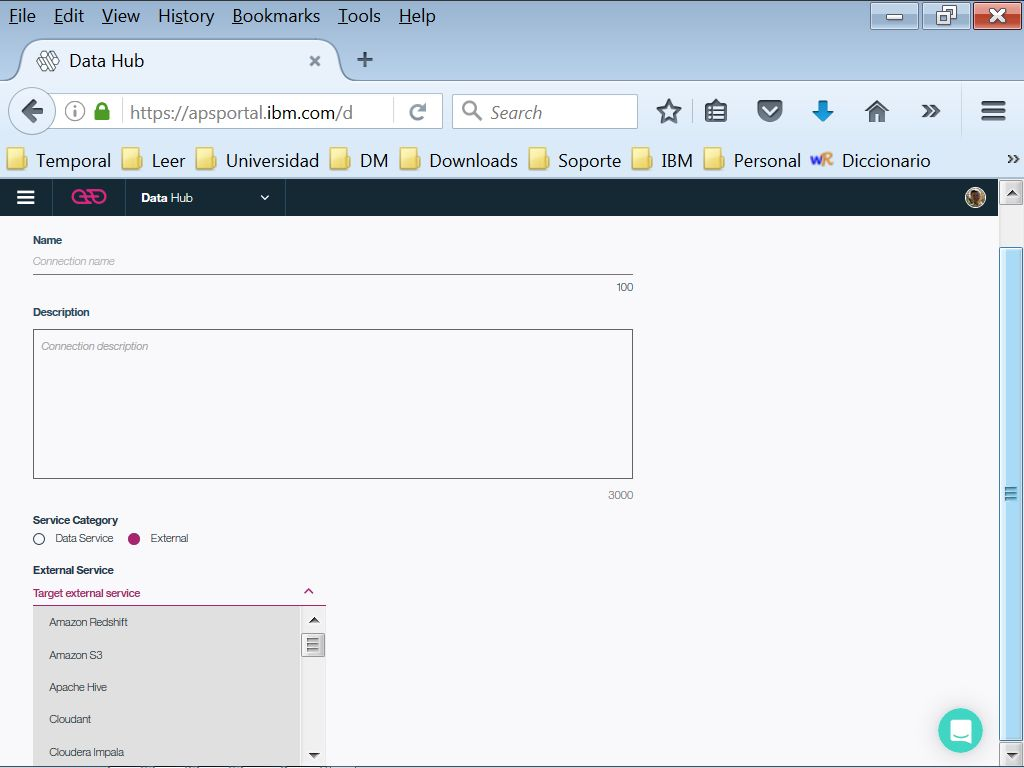 File Edit View History Bookmarks Tools Help
Data Hub
https://apsportal.ibm.com/d
Search
Temporal Leer Universidad DM Downloads Soporte IBM Personal wR Diccionario
Data Hub
Name
Connection name
100
Description
Connection description
3000
Service Category
Data Service External
External Service
Target external service
Amazon Redshift
Amazon S3
Apache Hive
Cloudant
Cloudera Impala